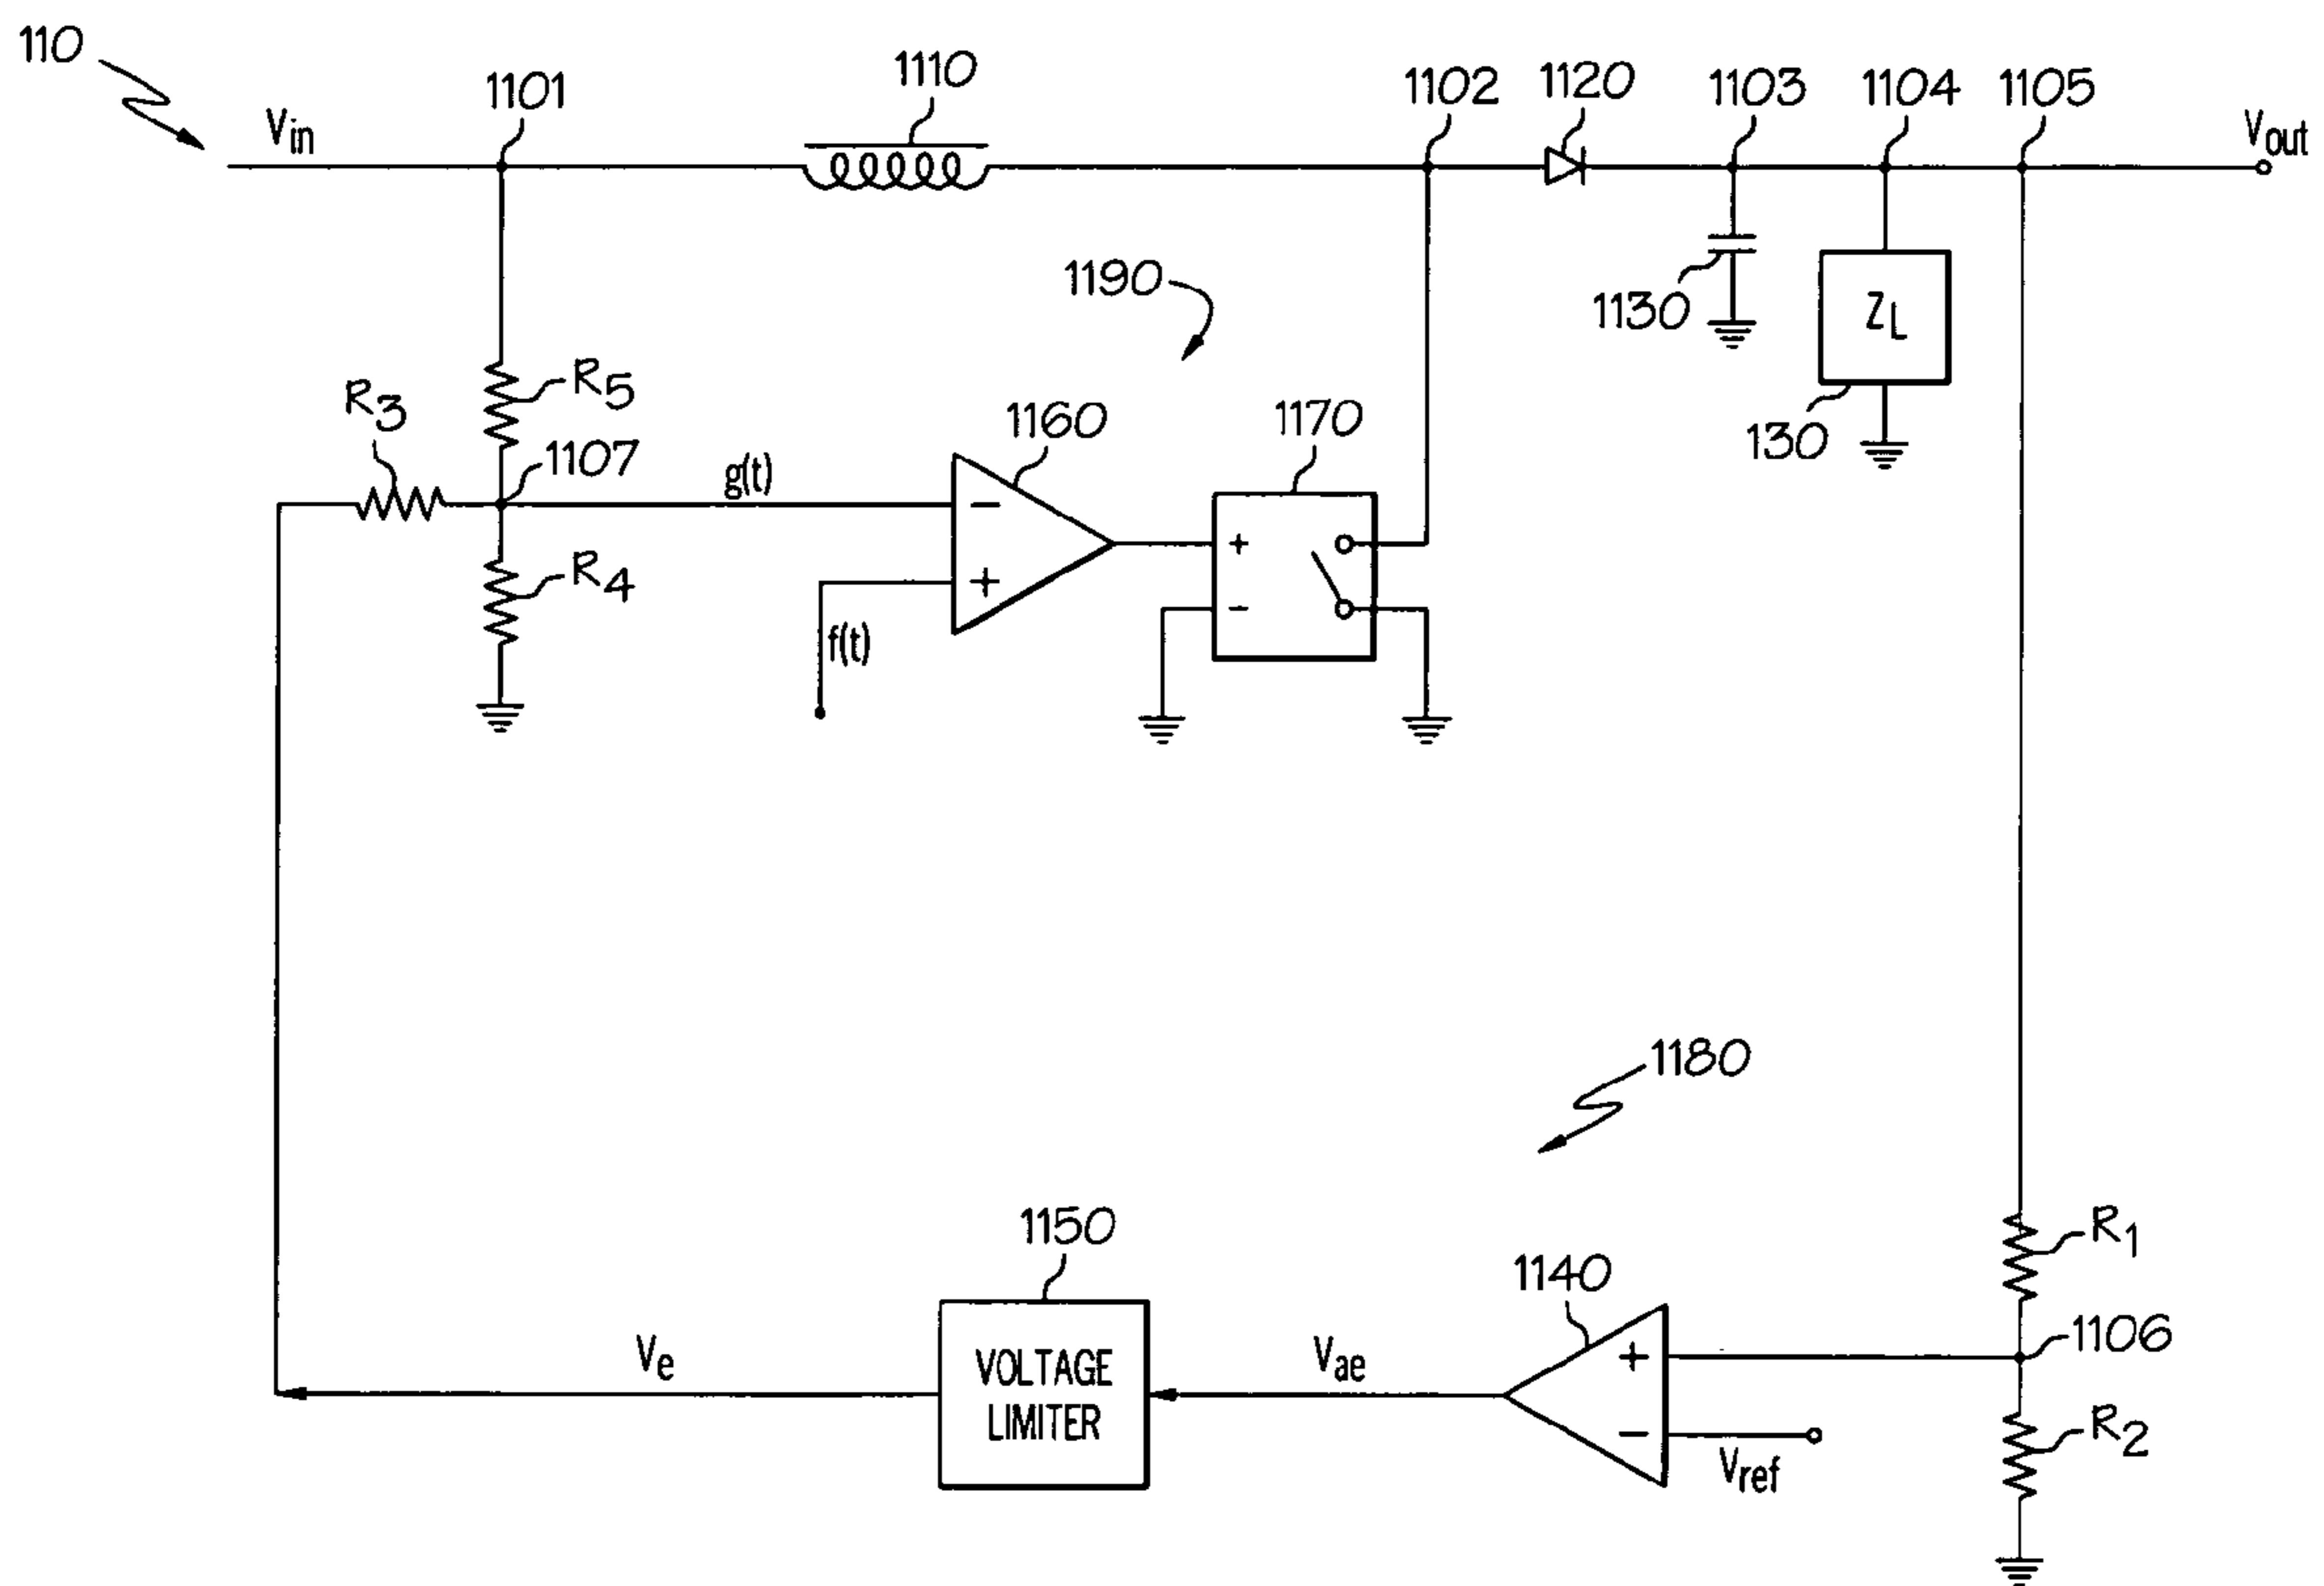 110
1101
1110
1102
1120
1103
1104
1105
Vin
Vout
1190
1130
ZL
130
R3
R5
1107
g(t)
1160
1170
−
+
+
−
R4
f(t)
1180
1150
VOLTAGE
LIMITER
Ve
Vae
1140
+
−
Vref
R1
1106
R2